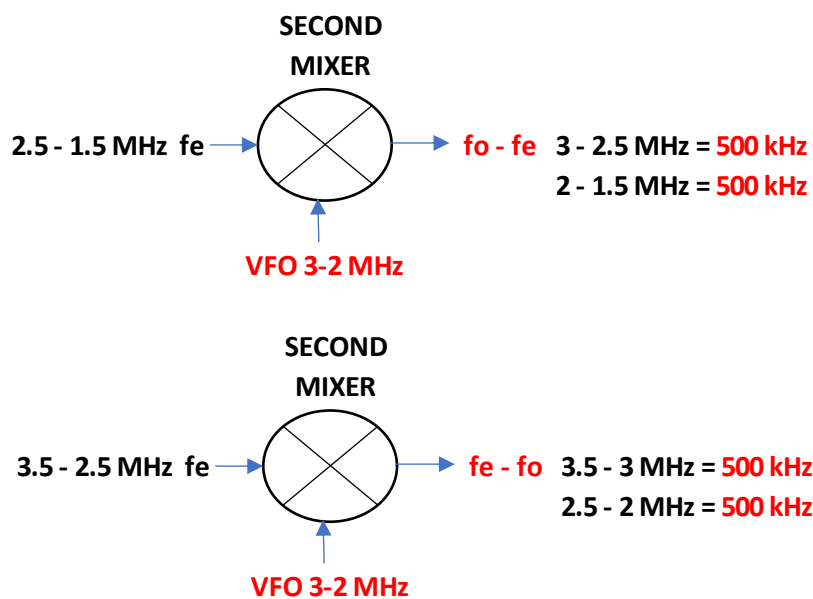 SECOND
MIXER
2.5 - 1.5 MHz fe
fo - fe 3 - 2.5 MHz = 500 kHz
2 - 1.5 MHz = 500 kHz
VFO 3-2 MHz
SECOND
MIXER
3.5 - 2.5 MHz fe
fe - fo 3.5 - 3 MHz = 500 kHz
2.5 - 2 MHz = 500 kHz
VFO 3-2 MHz